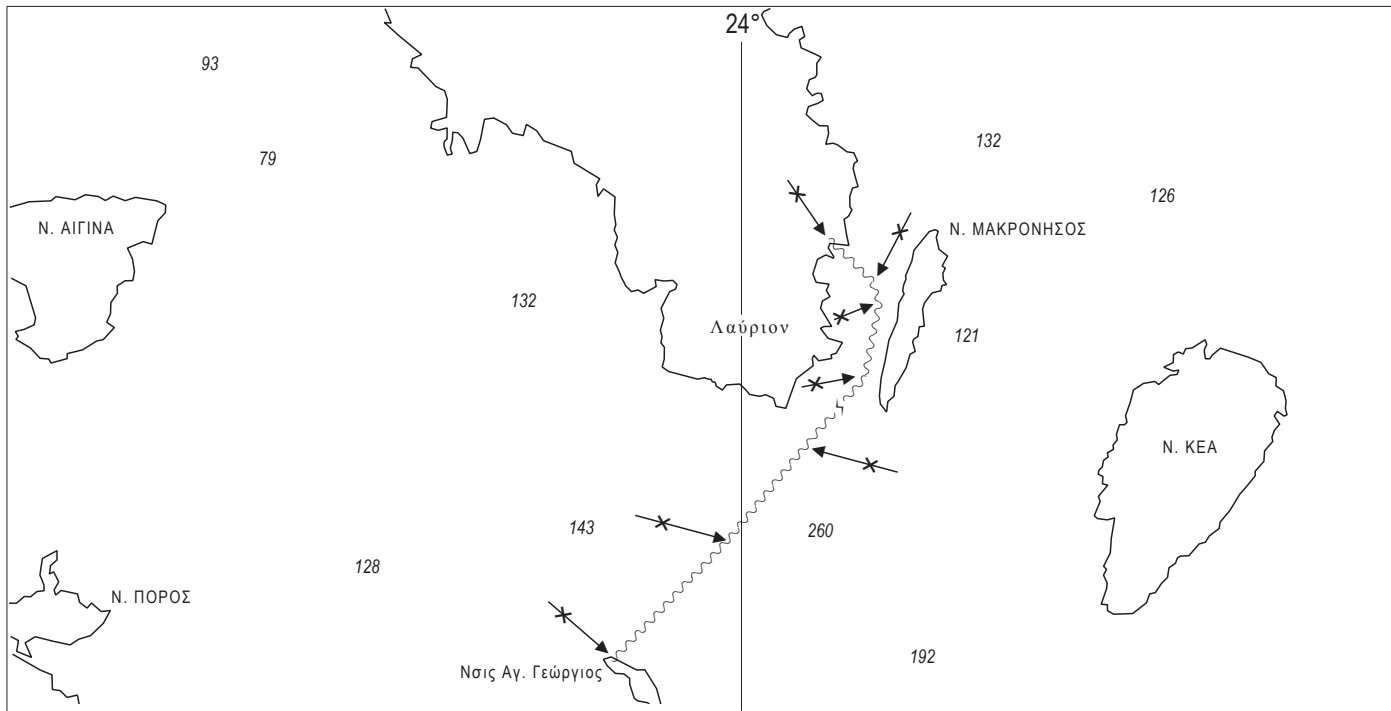 24°
93
132
79
126
Ν. ΑΙΓΙΝΑ
Ν. ΜΑΚΡΟΝΗΣΟΣ
132
Λαύριον
121
Ν. ΚΕΑ
143
260
128
Ν. ΠΟΡΟΣ
192
Νσις Αγ. Γεώργιος